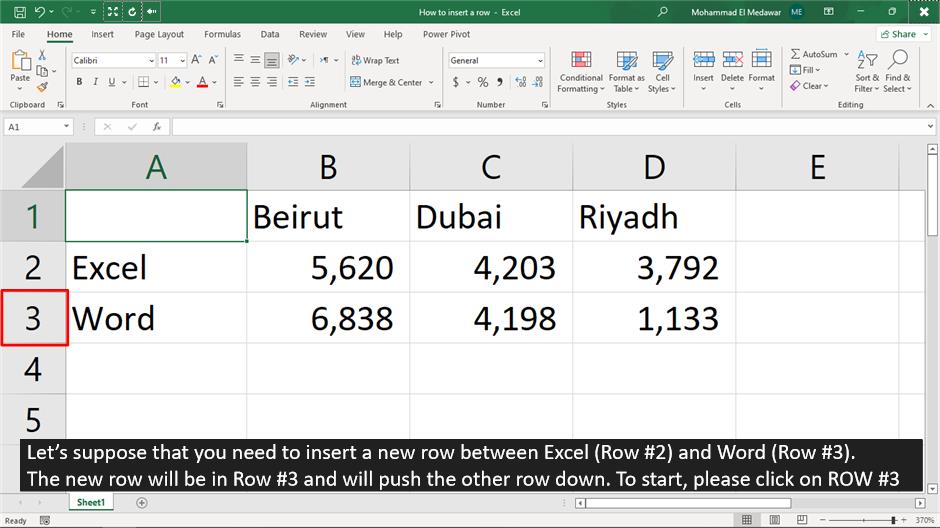 How to insert a row - Excel
Mohammad El Medawar ME
File Home Insert Page Layout Formulas Data Review View Help Power Pivot Share
Paste
Calibri 11
B I U A
Wrap Text
Merge & Center
General
$ % ,
Conditional Formatting
Format as Table
Cell Styles
Insert
Delete
Format
AutoSum
Fill
Clear
Sort & Filter
Find & Select
Clipboard Font Alignment Number Styles Cells Editing
A1 fx
A B C D E
1 Beirut Dubai Riyadh
2 Excel 5,620 4,203 3,792
3 Word 6,838 4,198 1,133
4
5
Let's suppose that you need to insert a new row between Excel (Row #2) and Word (Row #3).
The new row will be in Row #3 and will push the other row down. To start, please click on ROW #3
Sheet1
Ready 370%